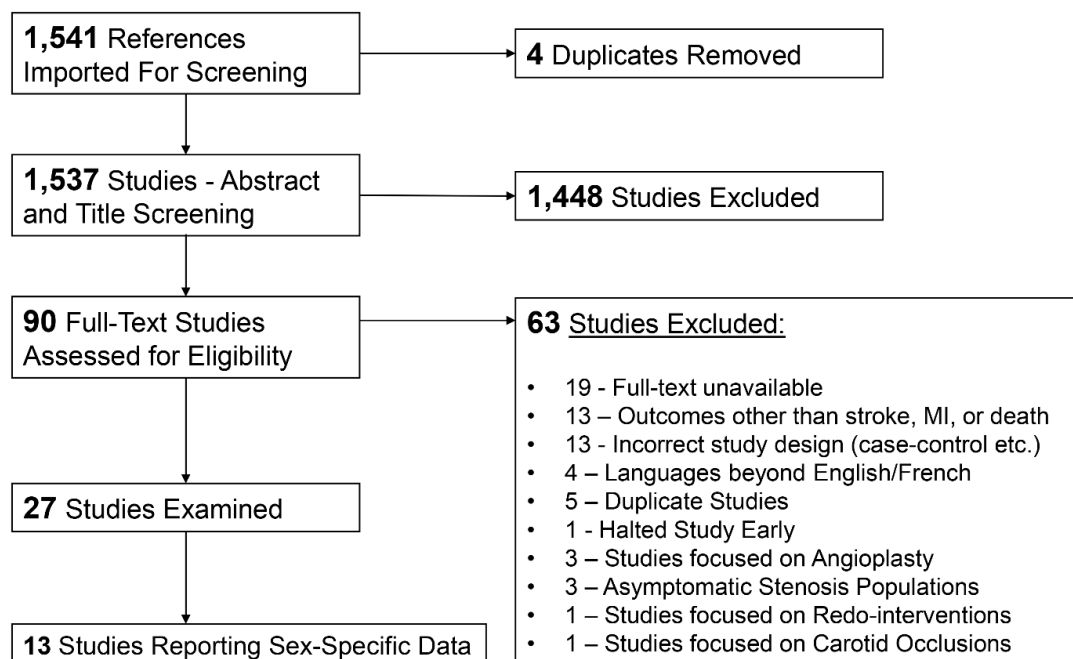 1,541 References
Imported For Screening
4 Duplicates Removed
1,537 Studies - Abstract
and Title Screening
1,448 Studies Excluded
90 Full-Text Studies
Assessed for Eligibility
63 Studies Excluded:
• 19 - Full-text unavailable
• 13 – Outcomes other than stroke, MI, or death
• 13 - Incorrect study design (case-control etc.)
• 4 – Languages beyond English/French
• 5 – Duplicate Studies
• 1 - Halted Study Early
• 3 – Studies focused on Angioplasty
• 3 – Asymptomatic Stenosis Populations
• 1 – Studies focused on Redo-interventions
• 1 – Studies focused on Carotid Occlusions
27 Studies Examined
13 Studies Reporting Sex-Specific Data